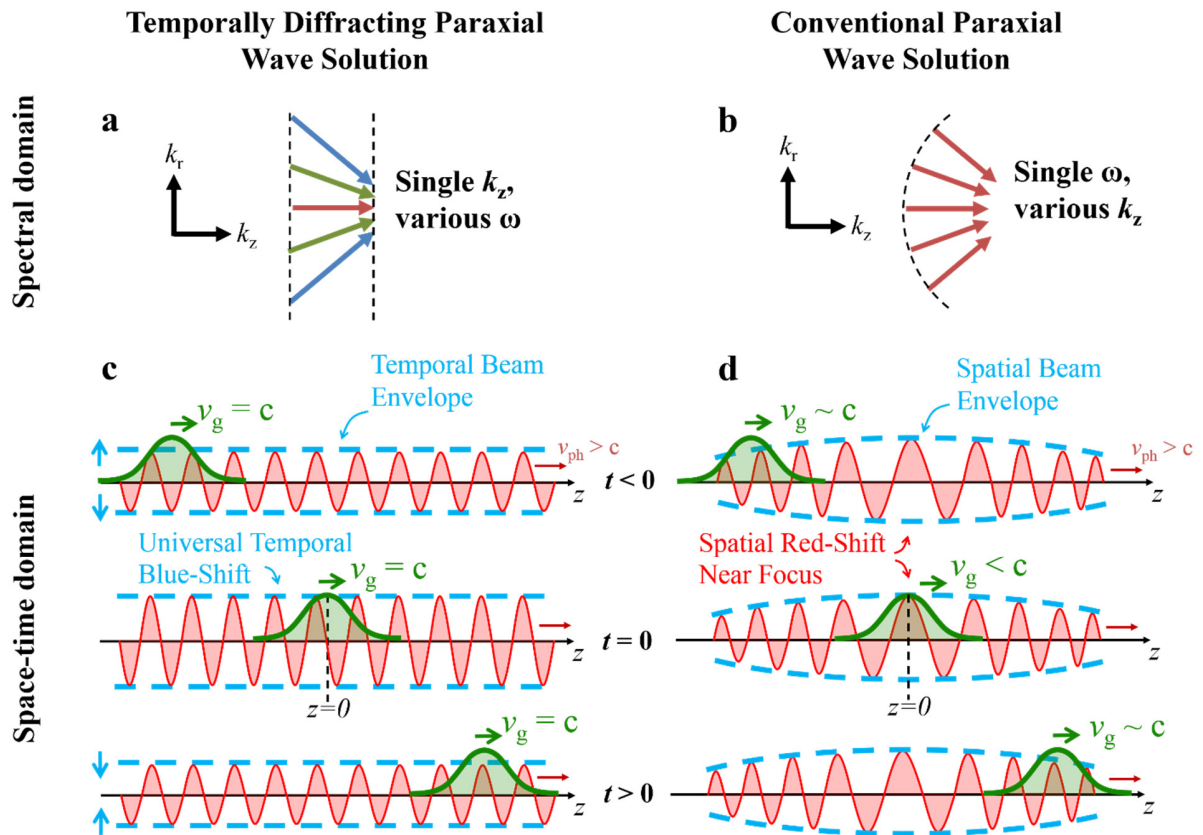 Temporally Diffracting Paraxial
Wave Solution
Conventional Paraxial
Wave Solution
Spectral domain
a
kr
kz
Single kz,
various ω
b
kr
kz
Single ω,
various kz
Space-time domain
c
Temporal Beam
Envelope
vg = c
vph > c
z
t < 0
d
Spatial Beam
Envelope
vg ~ c
vph > c
z
Universal Temporal
Blue-Shift
vg = c
z
z=0
t = 0
Spatial Red-Shift
Near Focus
vg < c
z
z=0
vg = c
z
t > 0
vg ~ c
z